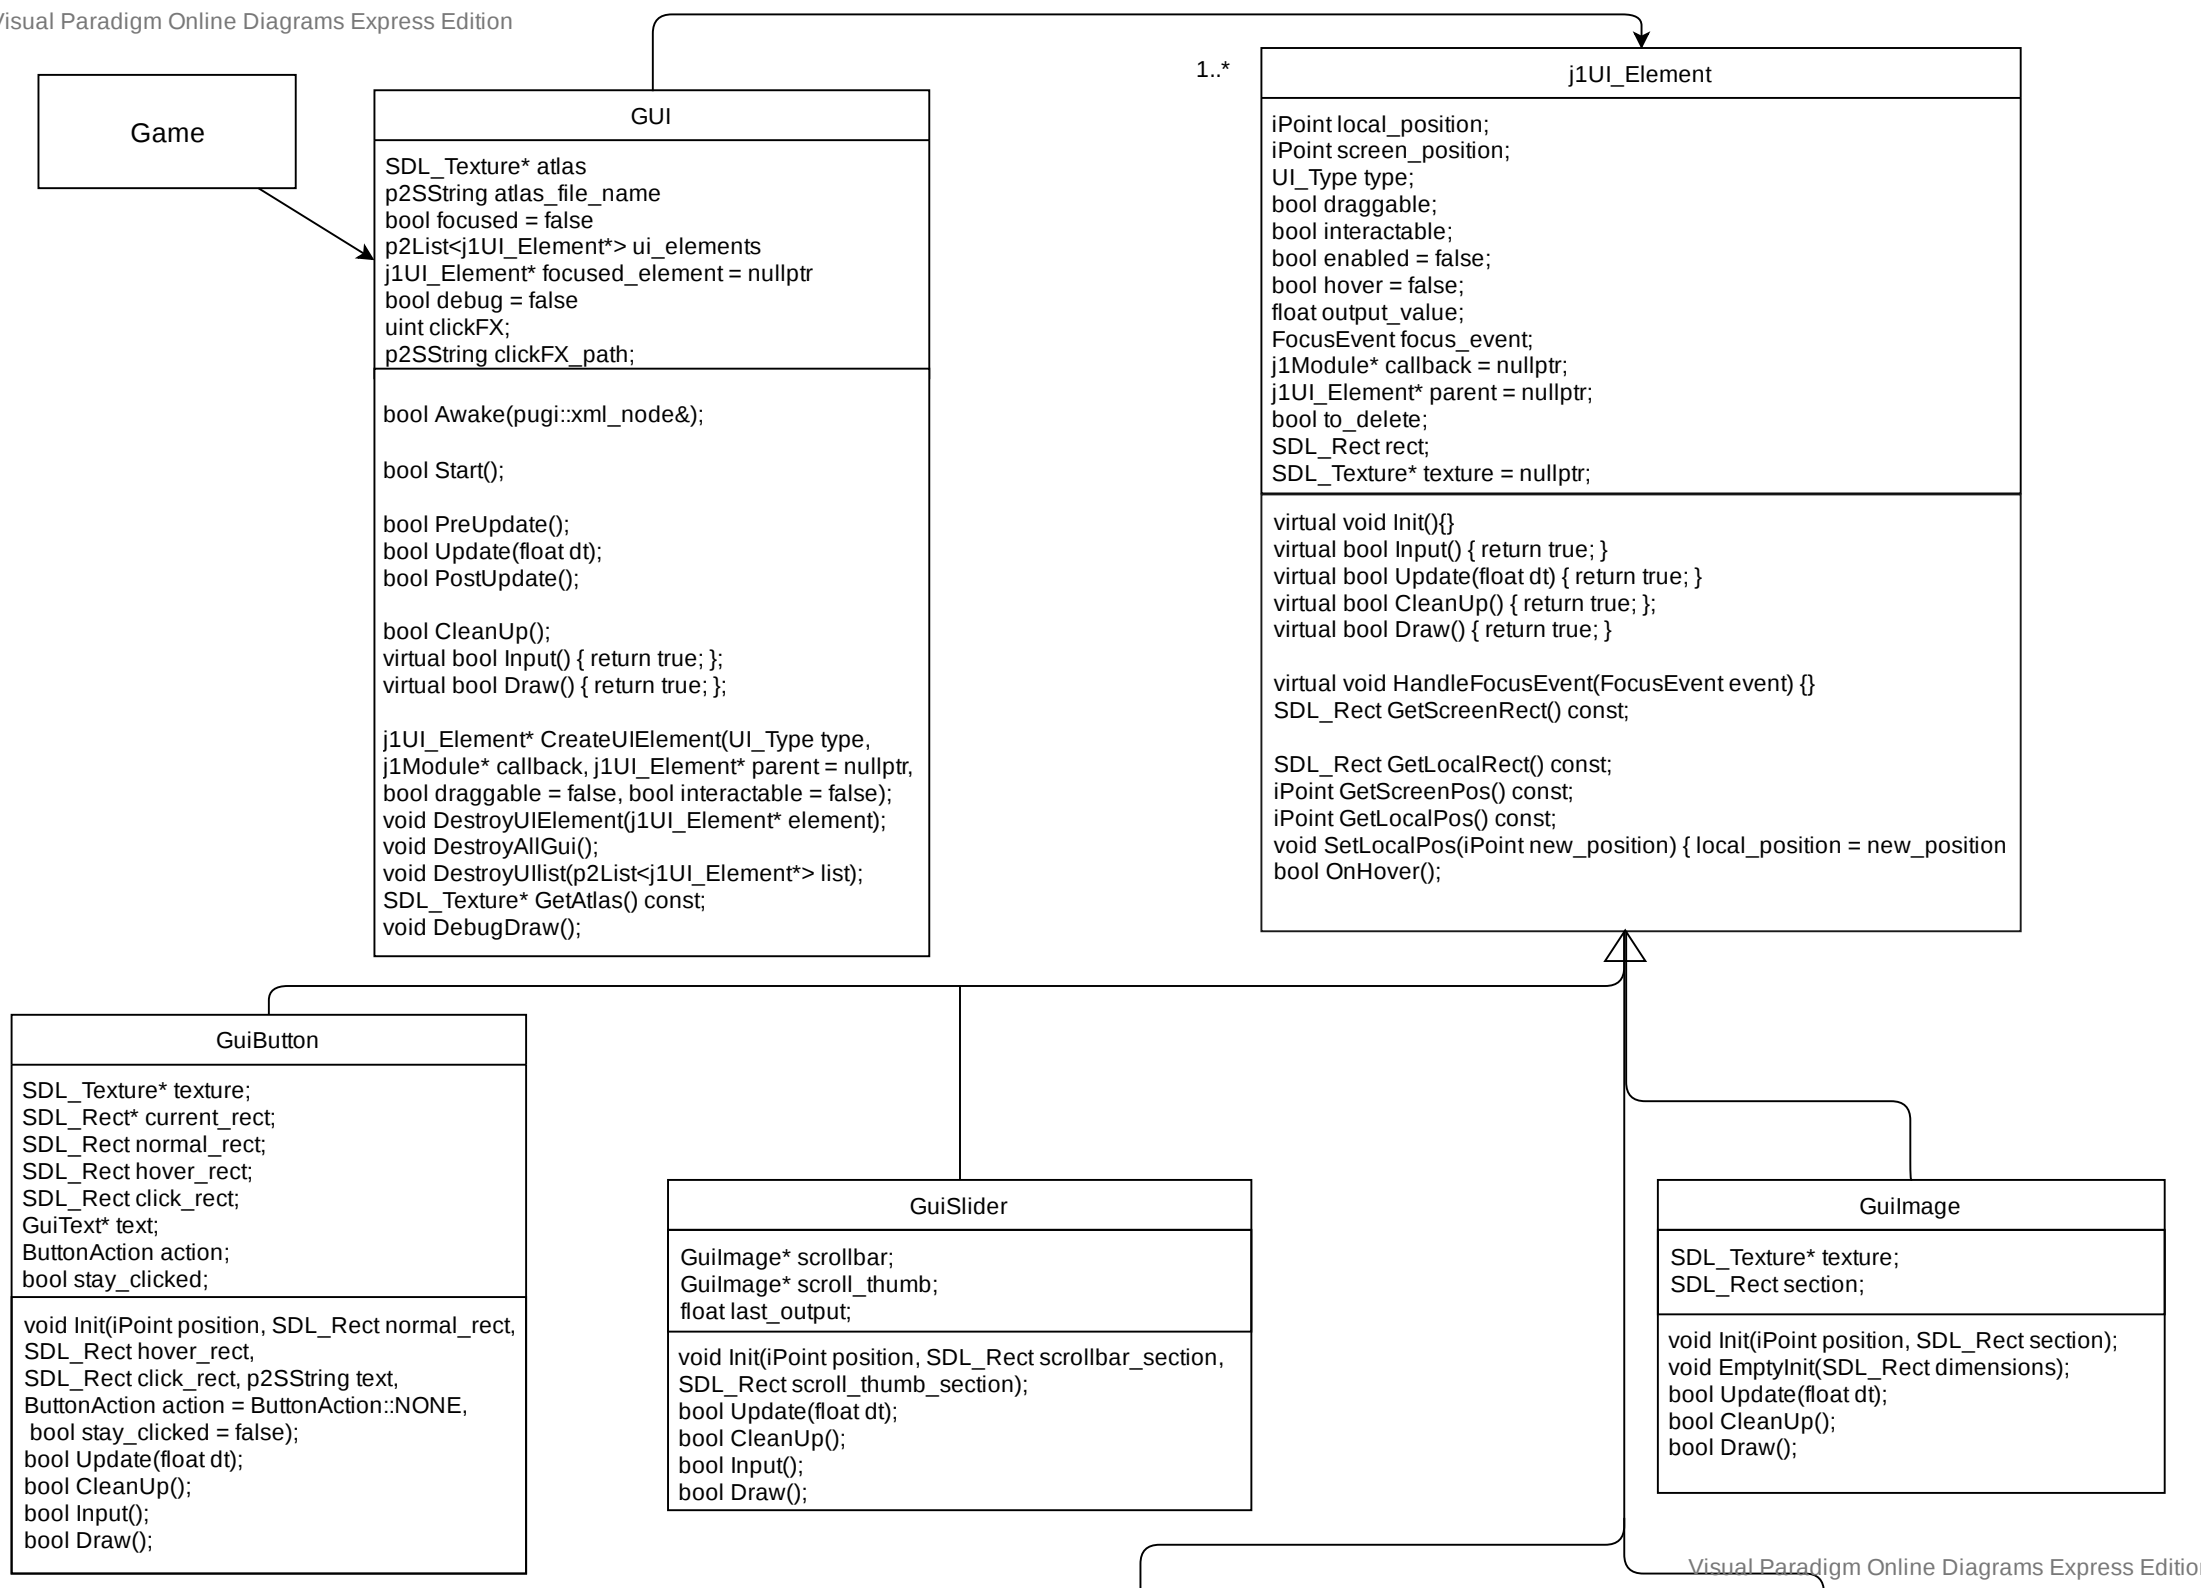 Visual Paradigm Online Diagrams Express Edition
Game
GUI
SDL_Texture* atlas
p2SString atlas_file_name
bool focused = false
p2List<j1UI_Element*> ui_elements
j1UI_Element* focused_element = nullptr
bool debug = false
uint clickFX;
p2SString clickFX_path;
bool Awake(pugi::xml_node&);
bool Start();
bool PreUpdate();
bool Update(float dt);
bool PostUpdate();
bool CleanUp();
virtual bool Input() { return true; };
virtual bool Draw() { return true; };
j1UI_Element* CreateUIElement(UI_Type type,
j1Module* callback, j1UI_Element* parent = nullptr,
bool draggable = false, bool interactable = false);
void DestroyUIElement(j1UI_Element* element);
void DestroyAllGui();
void DestroyUIlist(p2List<j1UI_Element*> list);
SDL_Texture* GetAtlas() const;
void DebugDraw();
1..*
j1UI_Element
iPoint local_position;
iPoint screen_position;
UI_Type type;
bool draggable;
bool interactable;
bool enabled = false;
bool hover = false;
float output_value;
FocusEvent focus_event;
j1Module* callback = nullptr;
j1UI_Element* parent = nullptr;
bool to_delete;
SDL_Rect rect;
SDL_Texture* texture = nullptr;
virtual void Init(){}
virtual bool Input() { return true; }
virtual bool Update(float dt) { return true; }
virtual bool CleanUp() { return true; };
virtual bool Draw() { return true; }
virtual void HandleFocusEvent(FocusEvent event) {}
SDL_Rect GetScreenRect() const;
SDL_Rect GetLocalRect() const;
iPoint GetScreenPos() const;
iPoint GetLocalPos() const;
void SetLocalPos(iPoint new_position) { local_position = new_position
bool OnHover();
GuiButton
SDL_Texture* texture;
SDL_Rect* current_rect;
SDL_Rect normal_rect;
SDL_Rect hover_rect;
SDL_Rect click_rect;
GuiText* text;
ButtonAction action;
bool stay_clicked;
void Init(iPoint position, SDL_Rect normal_rect,
SDL_Rect hover_rect,
SDL_Rect click_rect, p2SString text,
ButtonAction action = ButtonAction::NONE,
bool stay_clicked = false);
bool Update(float dt);
bool CleanUp();
bool Input();
bool Draw();
GuiSlider
GuiImage* scrollbar;
GuiImage* scroll_thumb;
float last_output;
void Init(iPoint position, SDL_Rect scrollbar_section,
SDL_Rect scroll_thumb_section);
bool Update(float dt);
bool CleanUp();
bool Input();
bool Draw();
GuiImage
SDL_Texture* texture;
SDL_Rect section;
void Init(iPoint position, SDL_Rect section);
void EmptyInit(SDL_Rect dimensions);
bool Update(float dt);
bool CleanUp();
bool Draw();
Visual Paradigm Online Diagrams Express Edition